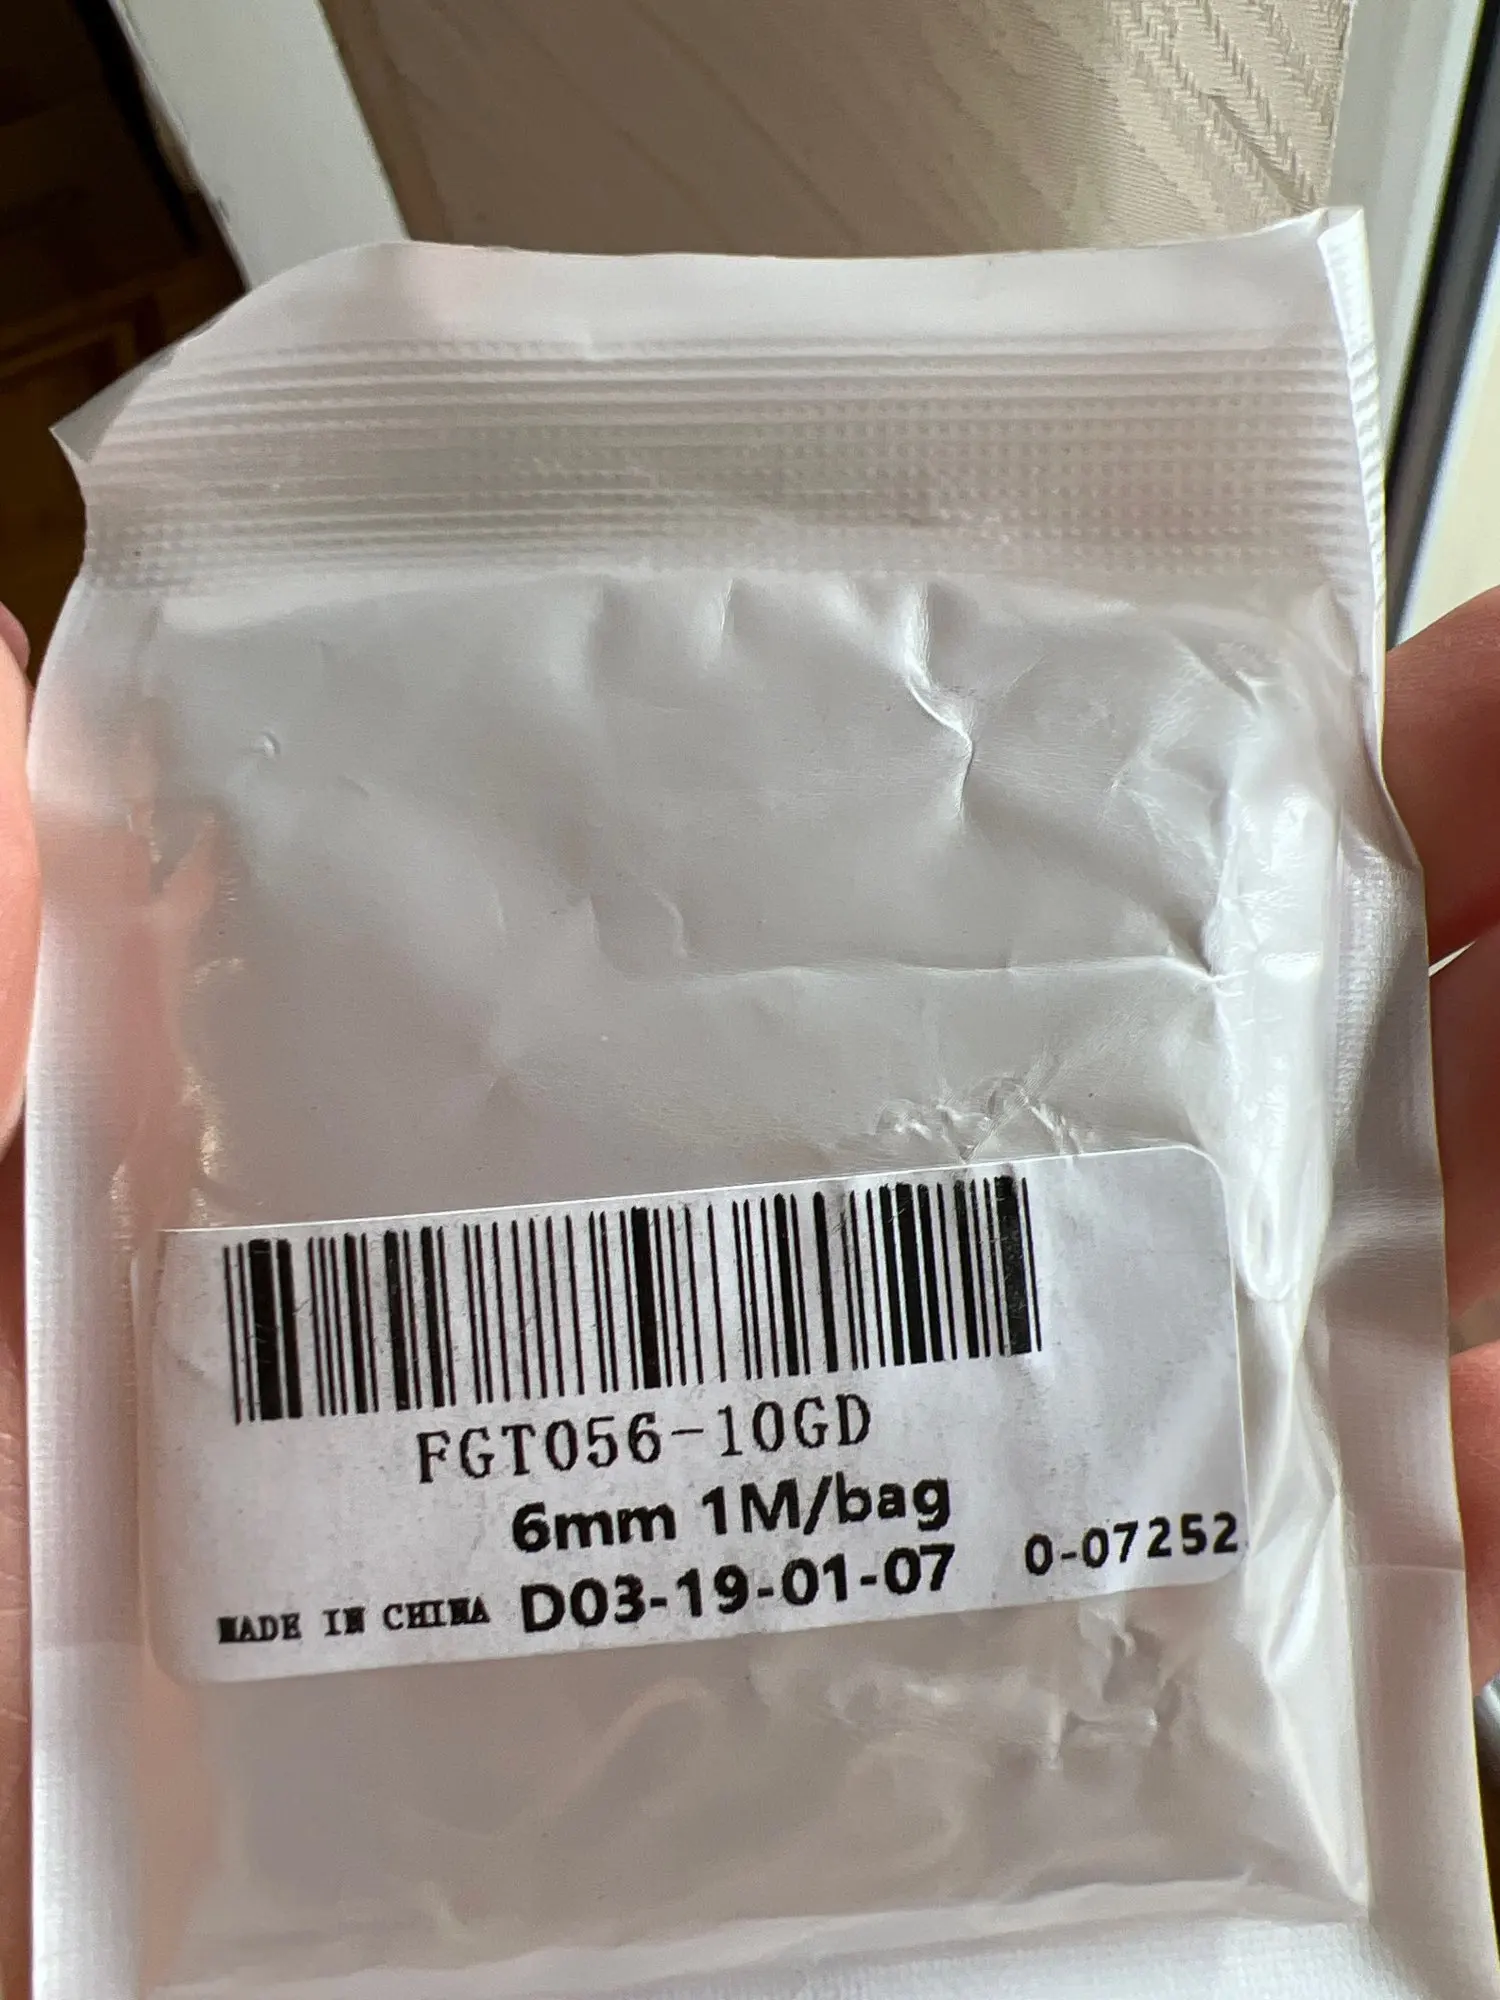 FGT056-10GD
6mm 1M/bag
MADE IN CHINA D03-19-01-07 0-07252